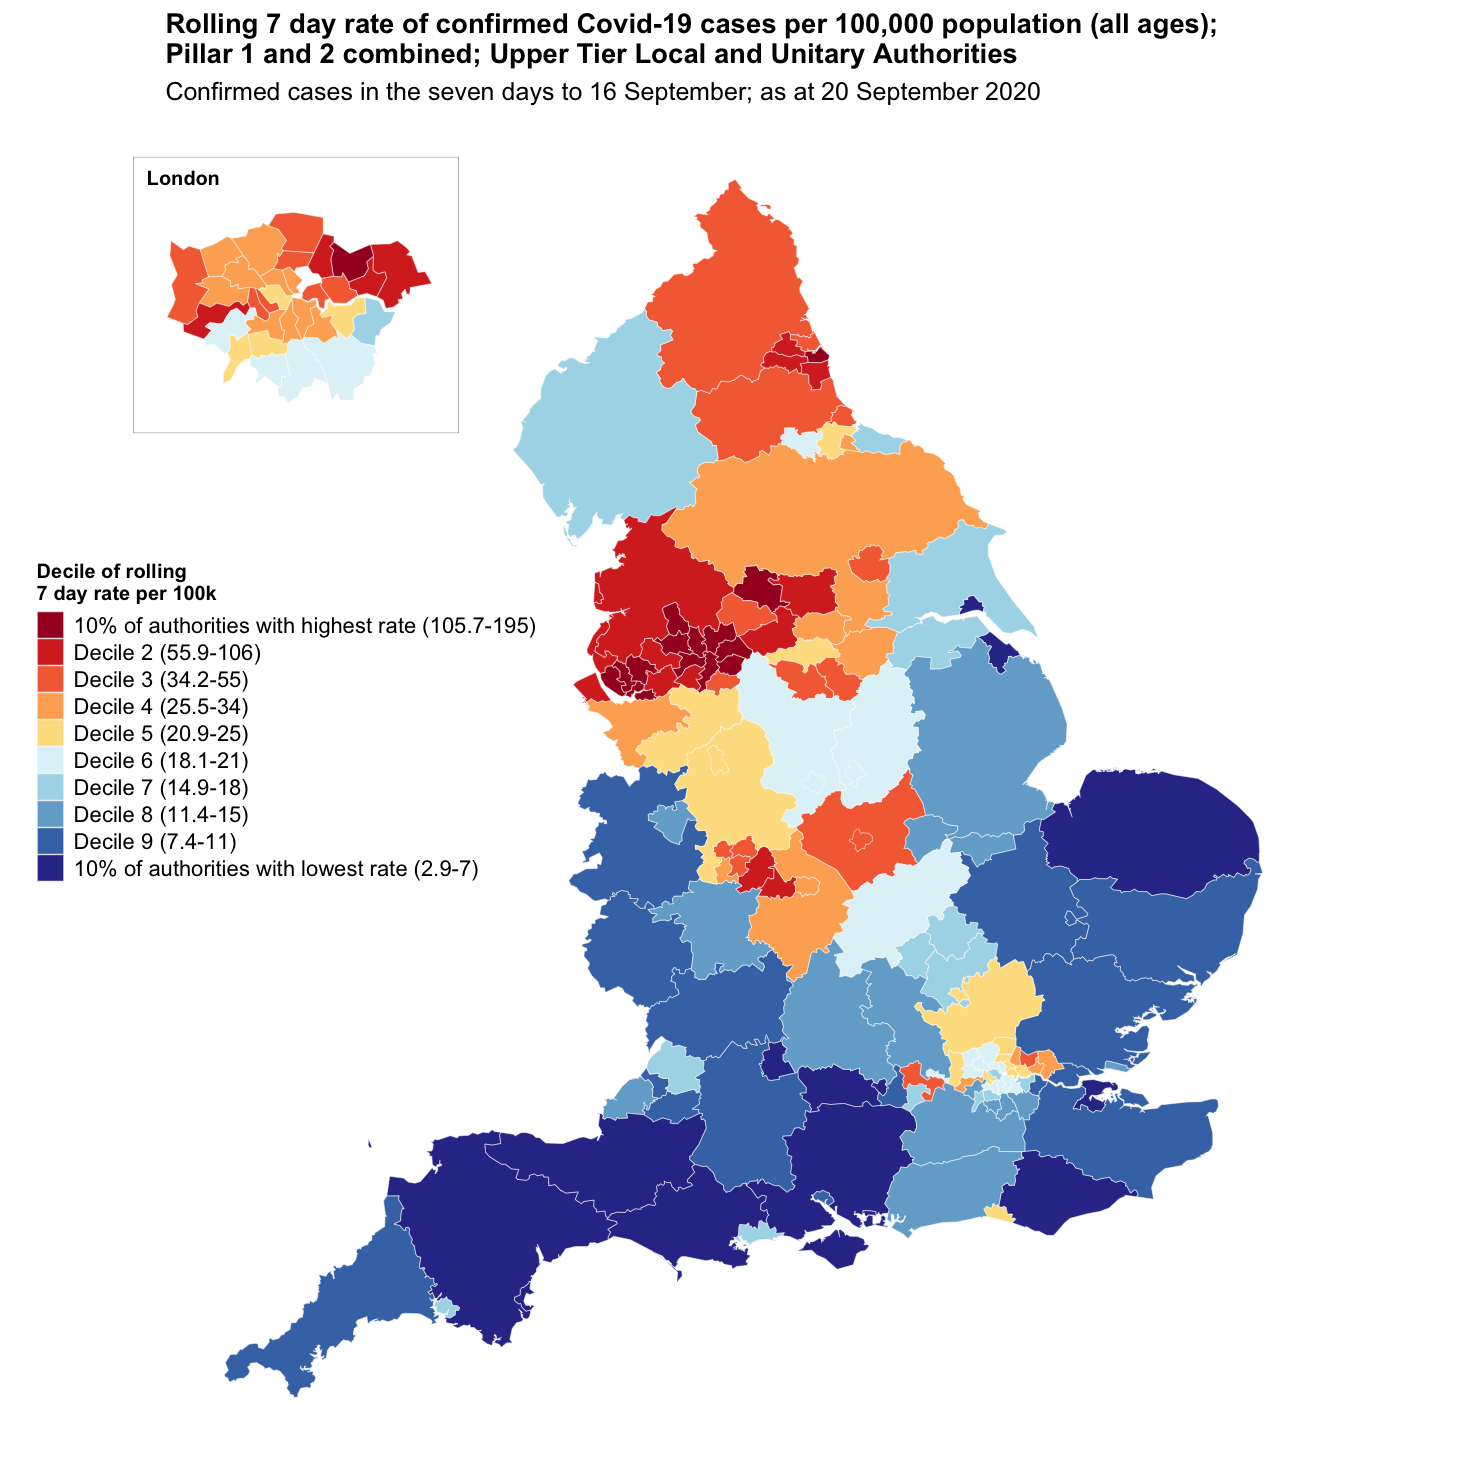 Rolling 7 day rate of confirmed Covid-19 cases per 100,000 population (all ages);
Pillar 1 and 2 combined; Upper Tier Local and Unitary Authorities
Confirmed cases in the seven days to 16 September; as at 20 September 2020
London
Decile of rolling
7 day rate per 100k
10% of authorities with highest rate (105.7-195)
Decile 2 (55.9-106)
Decile 3 (34.2-55)
Decile 4 (25.5-34)
Decile 5 (20.9-25)
Decile 6 (18.1-21)
Decile 7 (14.9-18)
Decile 8 (11.4-15)
Decile 9 (7.4-11)
10% of authorities with lowest rate (2.9-7)